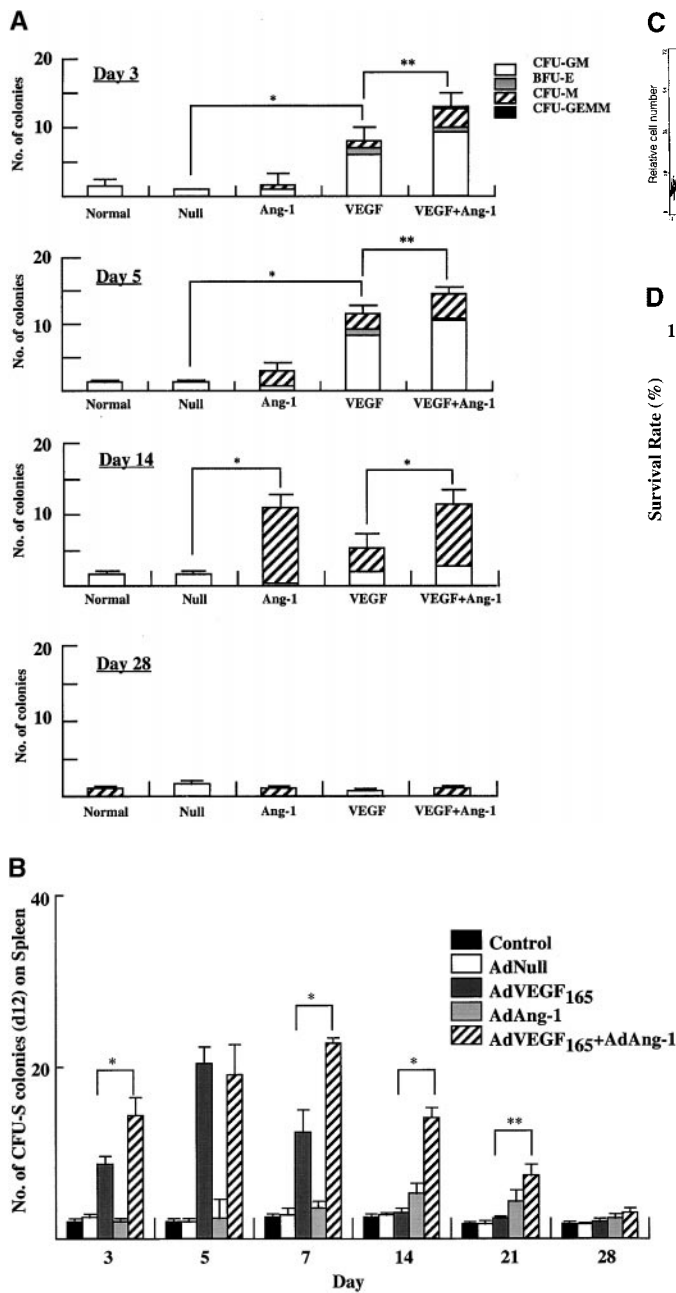 A
Day 3
No. of colonies
20
10
*
**
CFU-GM
BFU-E
CFU-M
CFU-GEMM
Normal Null Ang-1 VEGF VEGF+Ang-1
Day 5
No. of colonies
20
10
*
**
Normal Null Ang-1 VEGF VEGF+Ang-1
Day 14
No. of colonies
20
10
*
*
Normal Null Ang-1 VEGF VEGF+Ang-1
Day 28
No. of colonies
20
10
Normal Null Ang-1 VEGF VEGF+Ang-1
B
No. of CFU-S colonies (d12) on Spleen
40
20
*
*
*
**
Control
AdNull
AdVEGF165
AdAng-1
AdVEGF165+AdAng-1
3 5 7 14 21 28
Day
C
Relative cell number
D
1
Survival Rate (%)